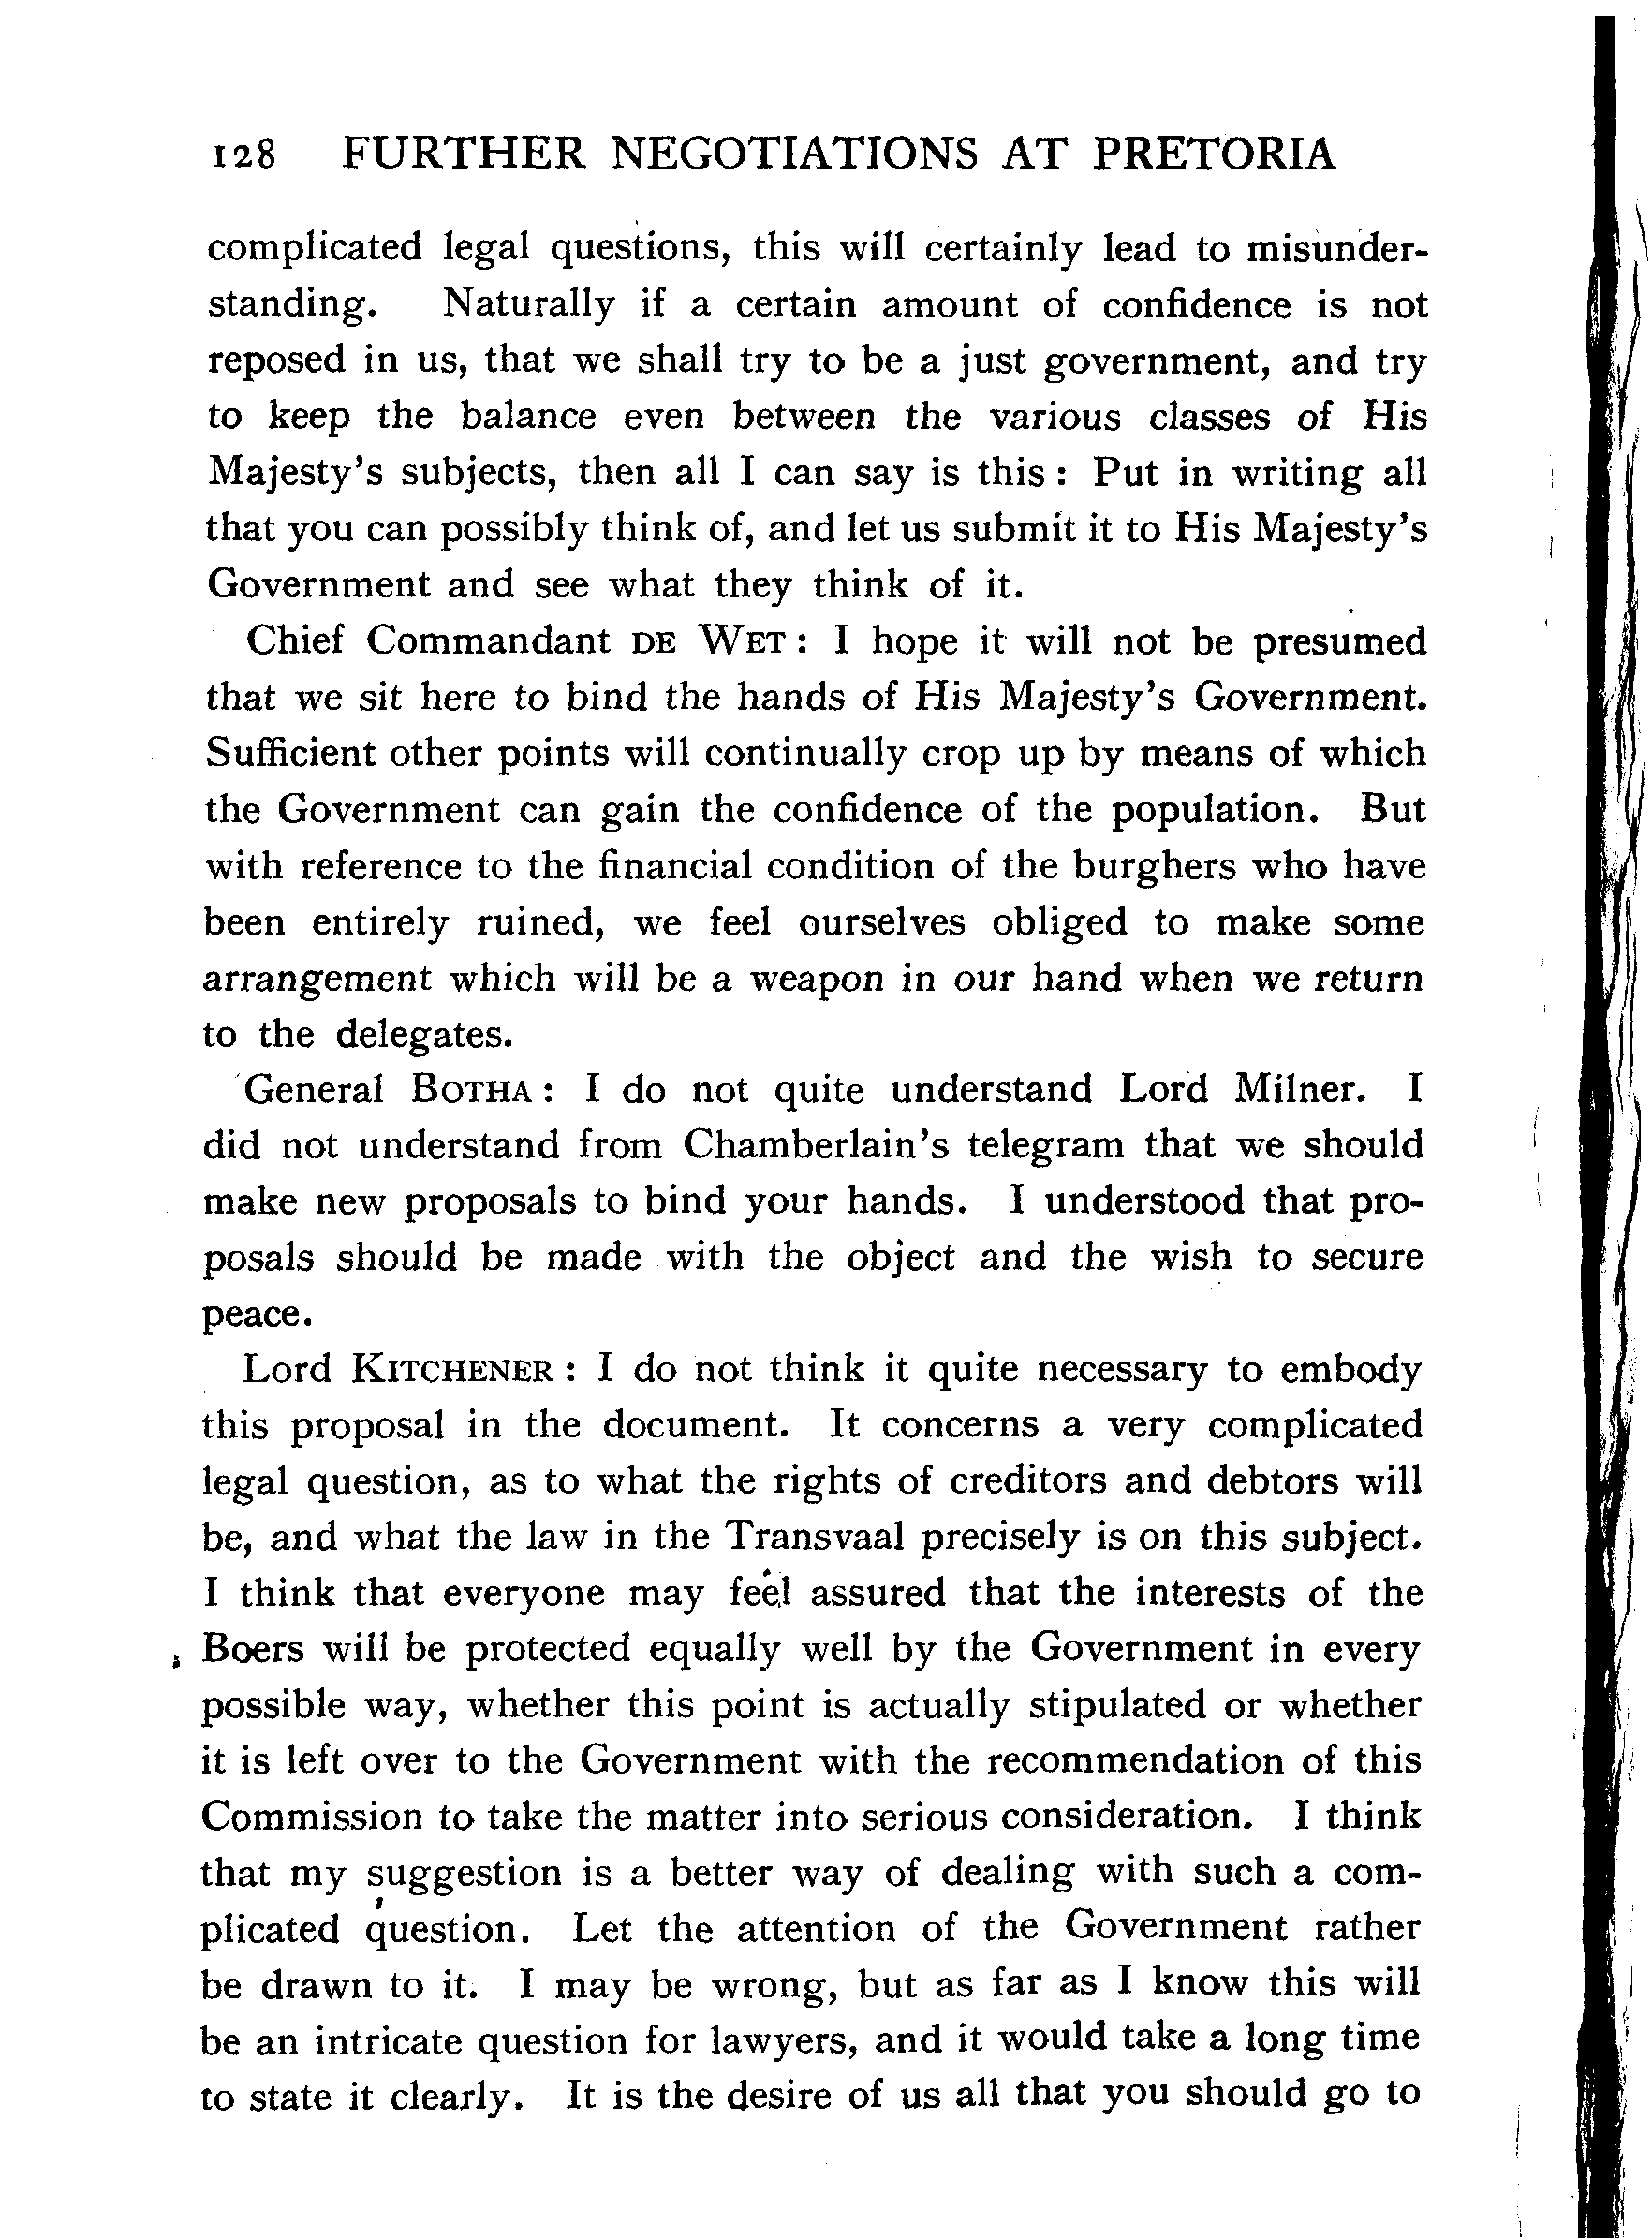 128 FURTHER NEGOTIATIONS AT PRETORIA
complicated legal questions, this will certainly lead to misunder-
standing. Naturally if a certain amount of confidence is not
reposed in us, that we shall try to be a just government, and try
to keep the balance even between the various classes of His
Majesty's subjects, then all I can say is this : Put in writing all
that you can possibly think of, and let us submit it to His Majesty's
Government and see what they think of it.
Chief Commandant DE WET : I hope it will not be presumed
that we sit here to bind the hands of His Majesty's Government.
Sufficient other points will continually crop up by means of which
the Government can gain the confidence of the population. But
with reference to the financial condition of the burghers who have
been entirely ruined, we feel ourselves obliged to make some
arrangement which will be a weapon in our hand when we return
to the delegates.
General BOTHA : I do not quite understand Lord Milner. I
did not understand from Chamberlain's telegram that we should
make new proposals to bind your hands. I understood that pro-
posals should be made with the object and the wish to secure
peace.
Lord KITCHENER : I do not think it quite necessary to embody
this proposal in the document. It concerns a very complicated
legal question, as to what the rights of creditors and debtors will
be, and what the law in the Transvaal precisely is on this subject.
I think that everyone may feel assured that the interests of the
Boers will be protected equally well by the Government in every
possible way, whether this point is actually stipulated or whether
it is left over to the Government with the recommendation of this
Commission to take the matter into serious consideration. I think
that my suggestion is a better way of dealing with such a com-
plicated question. Let the attention of the Government rather
be drawn to it. I may be wrong, but as far as I know this will
be an intricate question for lawyers, and it would take a long time
to state it clearly. It is the desire of us all that you should go to